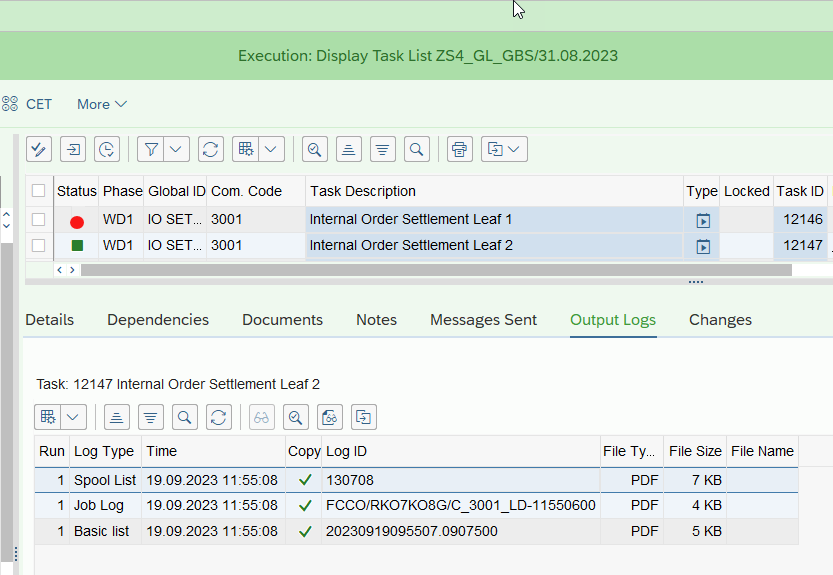 Execution: Display Task List ZS4_GL_GBS/31.08.2023
CET More
Status Phase Global ID Com. Code Task Description Type Locked Task ID
WD1 IO SET... 3001 Internal Order Settlement Leaf 1 12146
WD1 IO SET... 3001 Internal Order Settlement Leaf 2 12147
Details Dependencies Documents Notes Messages Sent Output Logs Changes
Task: 12147 Internal Order Settlement Leaf 2
Run Log Type Time Copy Log ID File Ty... File Size File Name
1 Spool List 19.09.2023 11:55:08 130708 PDF 7 KB
1 Job Log 19.09.2023 11:55:08 FCCO/RKO7KO8G/C_3001_LD-11550600 PDF 4 KB
1 Basic list 19.09.2023 11:55:08 20230919095507.0907500 PDF 5 KB